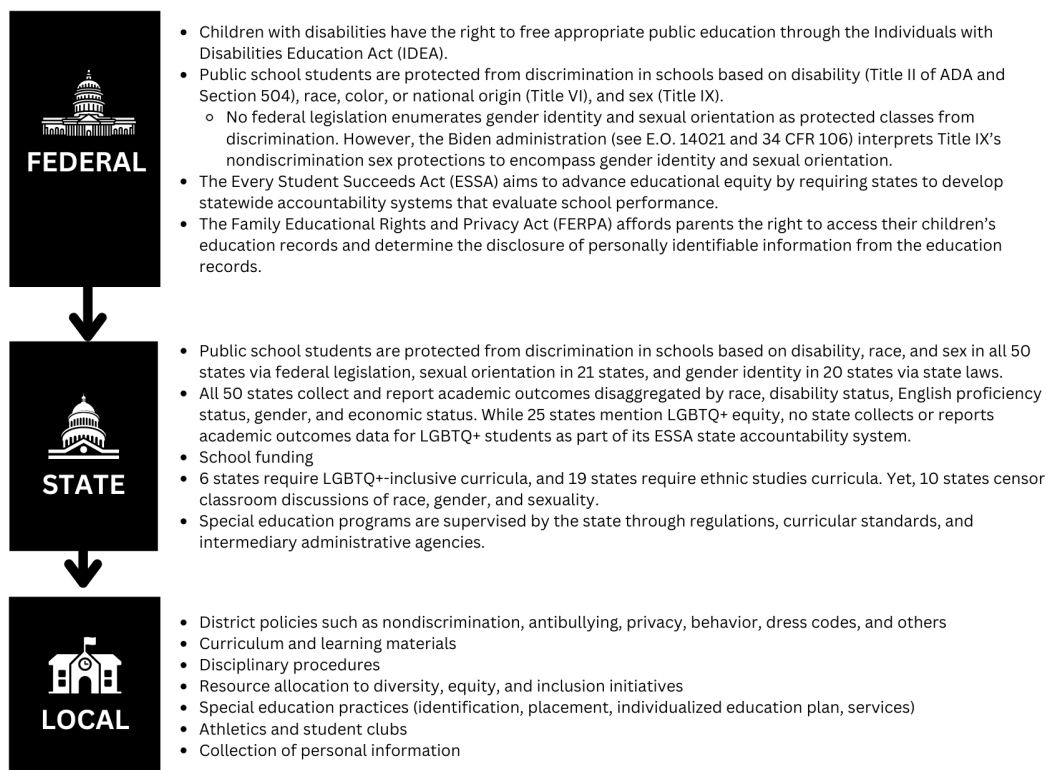 FEDERAL
• Children with disabilities have the right to free appropriate public education through the Individuals with
Disabilities Education Act (IDEA).
• Public school students are protected from discrimination in schools based on disability (Title II of ADA and
Section 504), race, color, or national origin (Title VI), and sex (Title IX).
○ No federal legislation enumerates gender identity and sexual orientation as protected classes from
discrimination. However, the Biden administration (see E.O. 14021 and 34 CFR 106) interprets Title IX’s
nondiscrimination sex protections to encompass gender identity and sexual orientation.
• The Every Student Succeeds Act (ESSA) aims to advance educational equity by requiring states to develop
statewide accountability systems that evaluate school performance.
• The Family Educational Rights and Privacy Act (FERPA) affords parents the right to access their children’s
education records and determine the disclosure of personally identifiable information from the education
records.
STATE
• Public school students are protected from discrimination in schools based on disability, race, and sex in all 50
states via federal legislation, sexual orientation in 21 states, and gender identity in 20 states via state laws.
• All 50 states collect and report academic outcomes disaggregated by race, disability status, English proficiency
status, gender, and economic status. While 25 states mention LGBTQ+ equity, no state collects or reports
academic outcomes data for LGBTQ+ students as part of its ESSA state accountability system.
• School funding
• 6 states require LGBTQ+-inclusive curricula, and 19 states require ethnic studies curricula. Yet, 10 states censor
classroom discussions of race, gender, and sexuality.
• Special education programs are supervised by the state through regulations, curricular standards, and
intermediary administrative agencies.
LOCAL
• District policies such as nondiscrimination, antibullying, privacy, behavior, dress codes, and others
• Curriculum and learning materials
• Disciplinary procedures
• Resource allocation to diversity, equity, and inclusion initiatives
• Special education practices (identification, placement, individualized education plan, services)
• Athletics and student clubs
• Collection of personal information